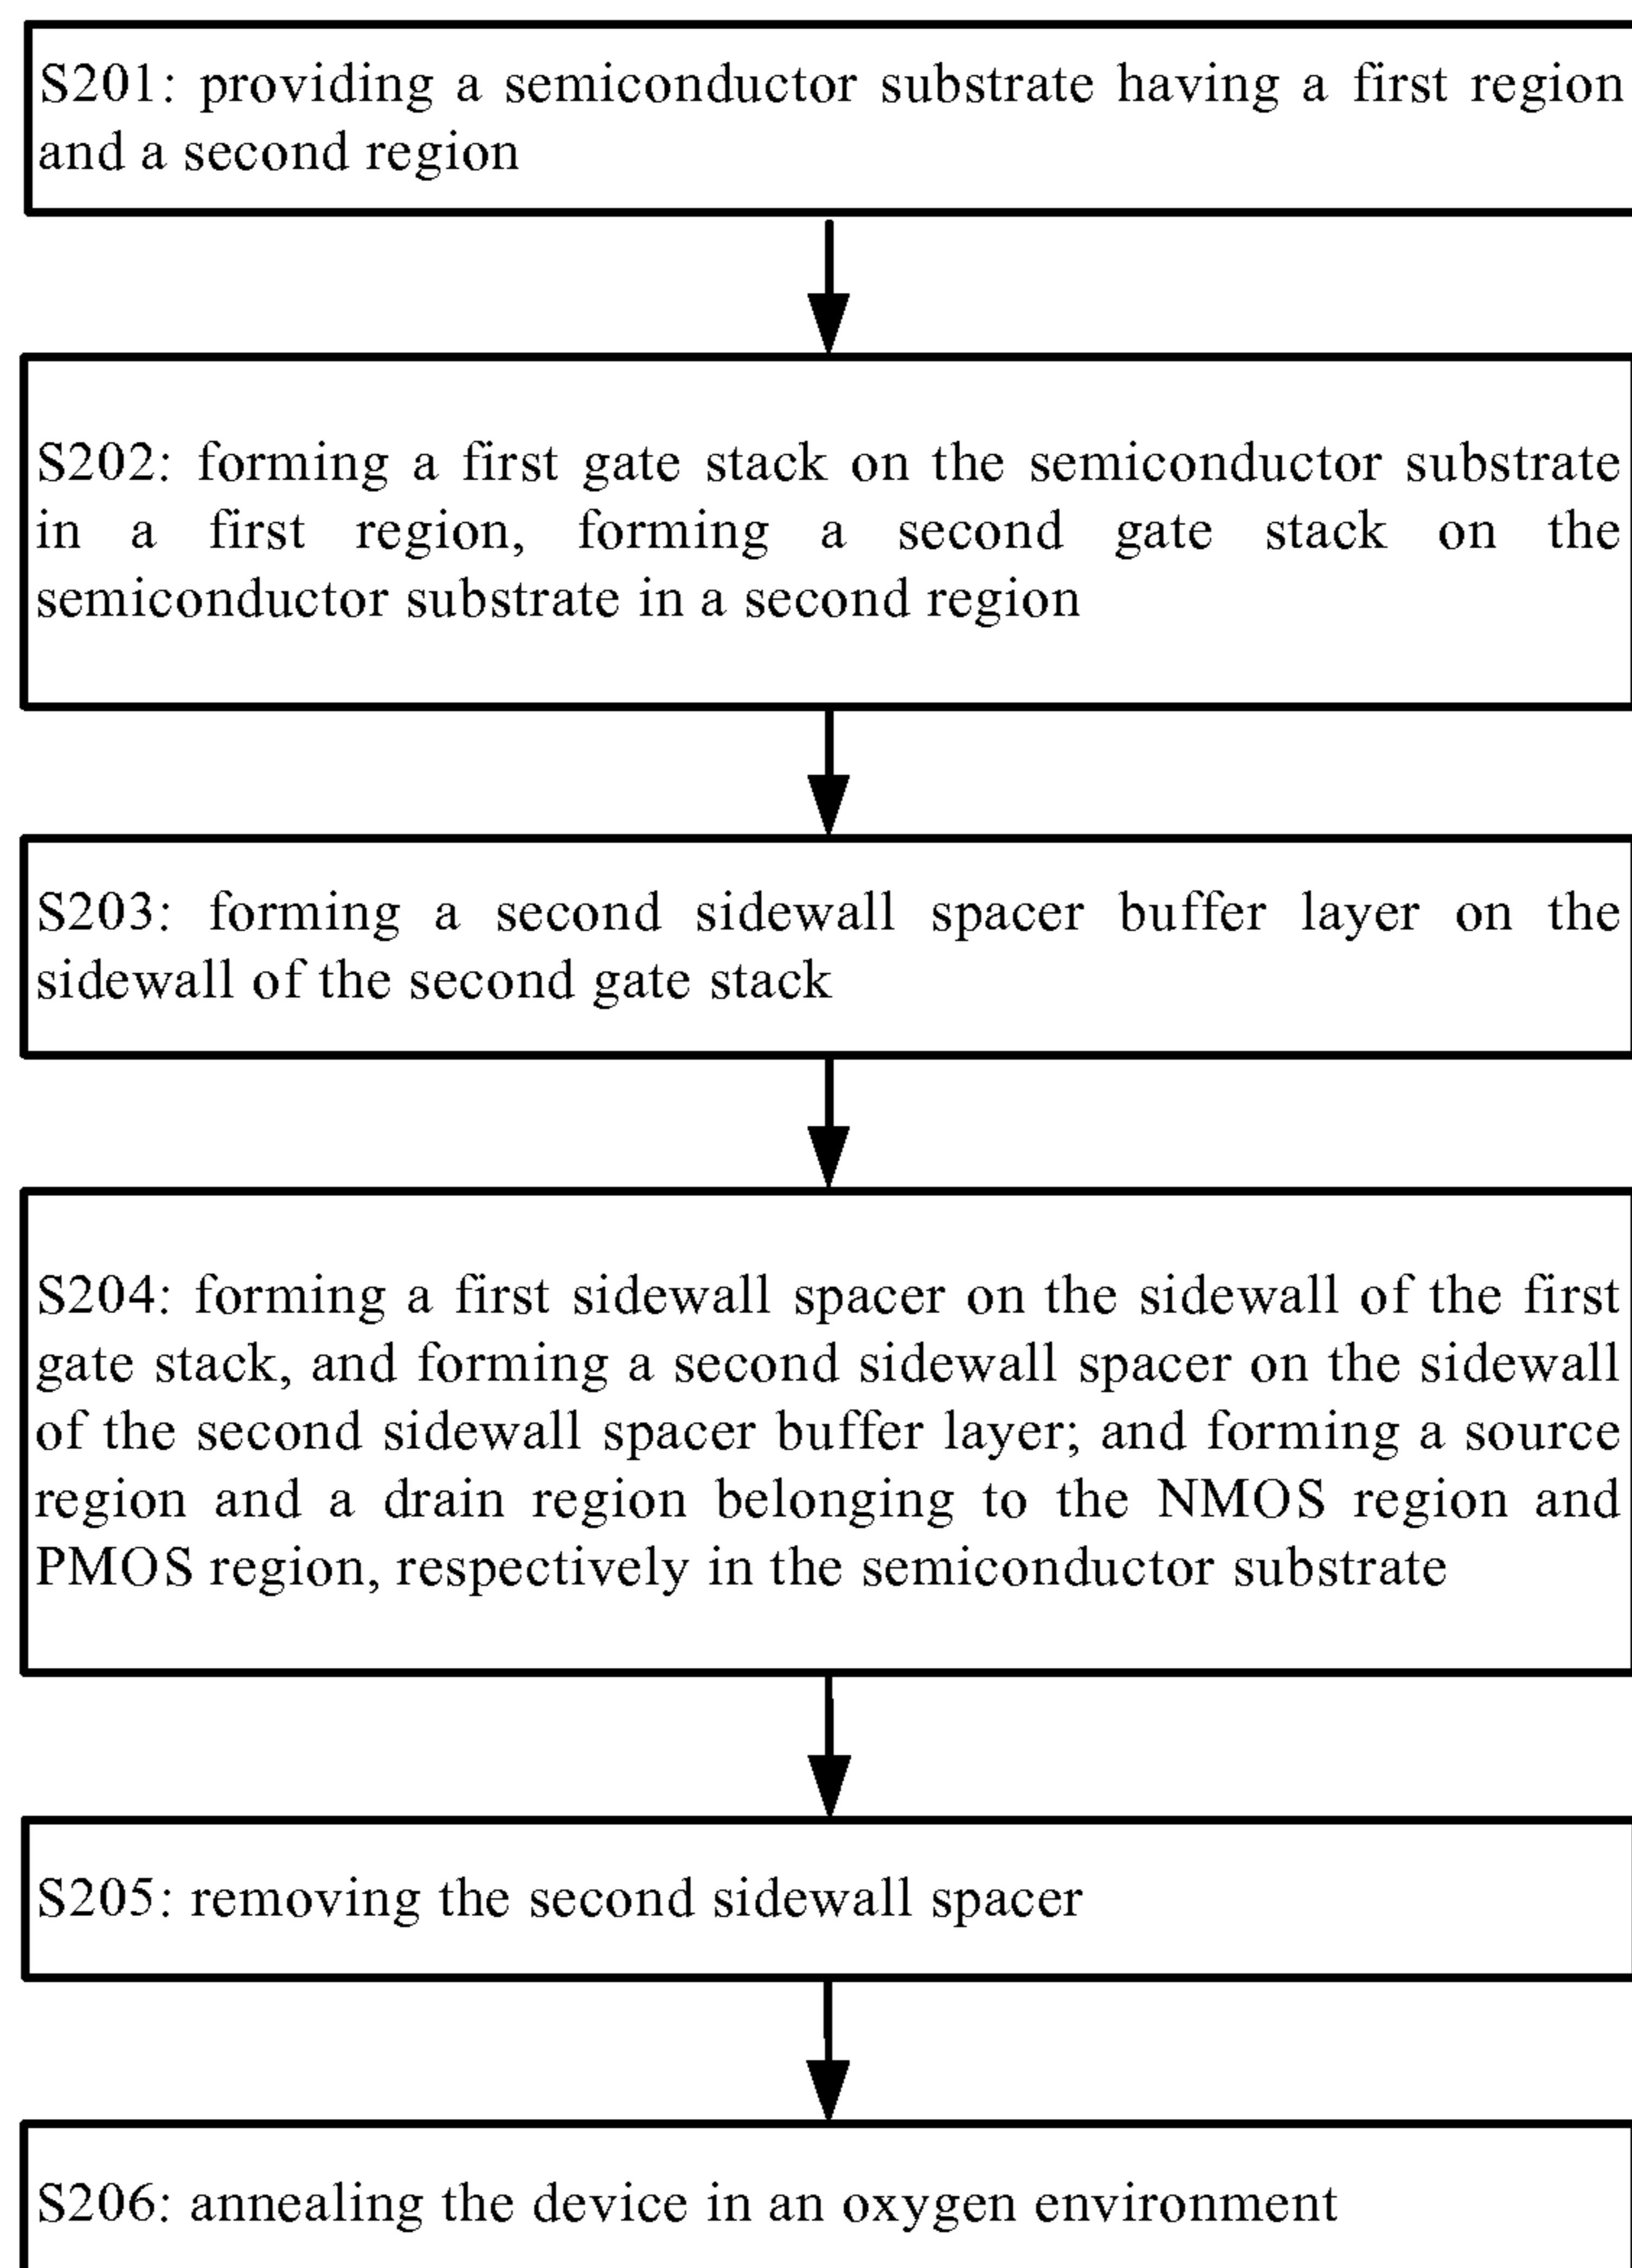 S201: providing a semiconductor substrate having a first region
and a second region
S202: forming a first gate stack on the semiconductor substrate
in a first region, forming a second gate stack on the
semiconductor substrate in a second region
S203: forming a second sidewall spacer buffer layer on the
sidewall of the second gate stack
S204: forming a first sidewall spacer on the sidewall of the first
gate stack, and forming a second sidewall spacer on the sidewall
of the second sidewall spacer buffer layer; and forming a source
region and a drain region belonging to the NMOS region and
PMOS region, respectively in the semiconductor substrate
S205: removing the second sidewall spacer
S206: annealing the device in an oxygen environment